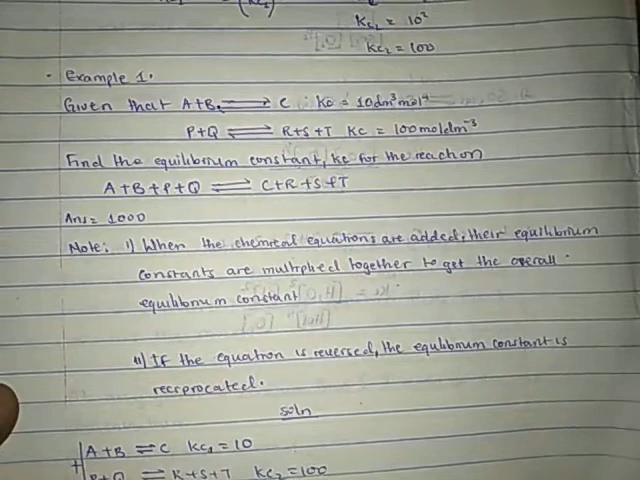 Kc₂ = 10²
Kc₂ = 100
• Example 1.
Given that A+B ⇌ C : Kc = 10dm³mol⁻¹
P+Q ⇌ R+S+T Kc = 100moldm⁻³
Find the equilibrium constant, Kc for the reaction
A+B+P+Q ⇌ C+R+S+T
Ans = 1000
Note: i) When the chemical equations are added, their equilibrium
constants are multiplied together to get the overall
equilibrium constant
ii) If the equation is reversed, the equilibrium constant is
reciprocated.
soln
A+B ⇌ C Kc₁ = 10
+ P+Q ⇌ R+S+T Kc₂ = 100